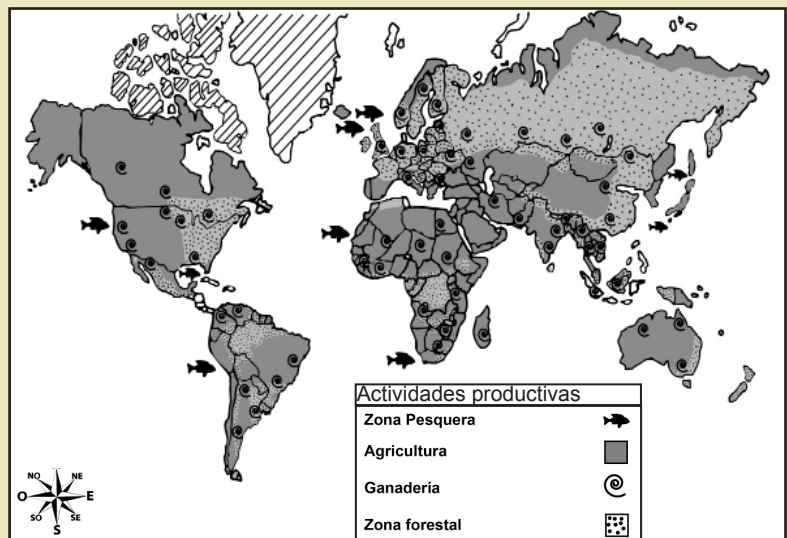 Actividades productivas
Zona Pesquera
Agricultura
Ganadería
Zona forestal
NO
NE
O
E
SO
SE
S